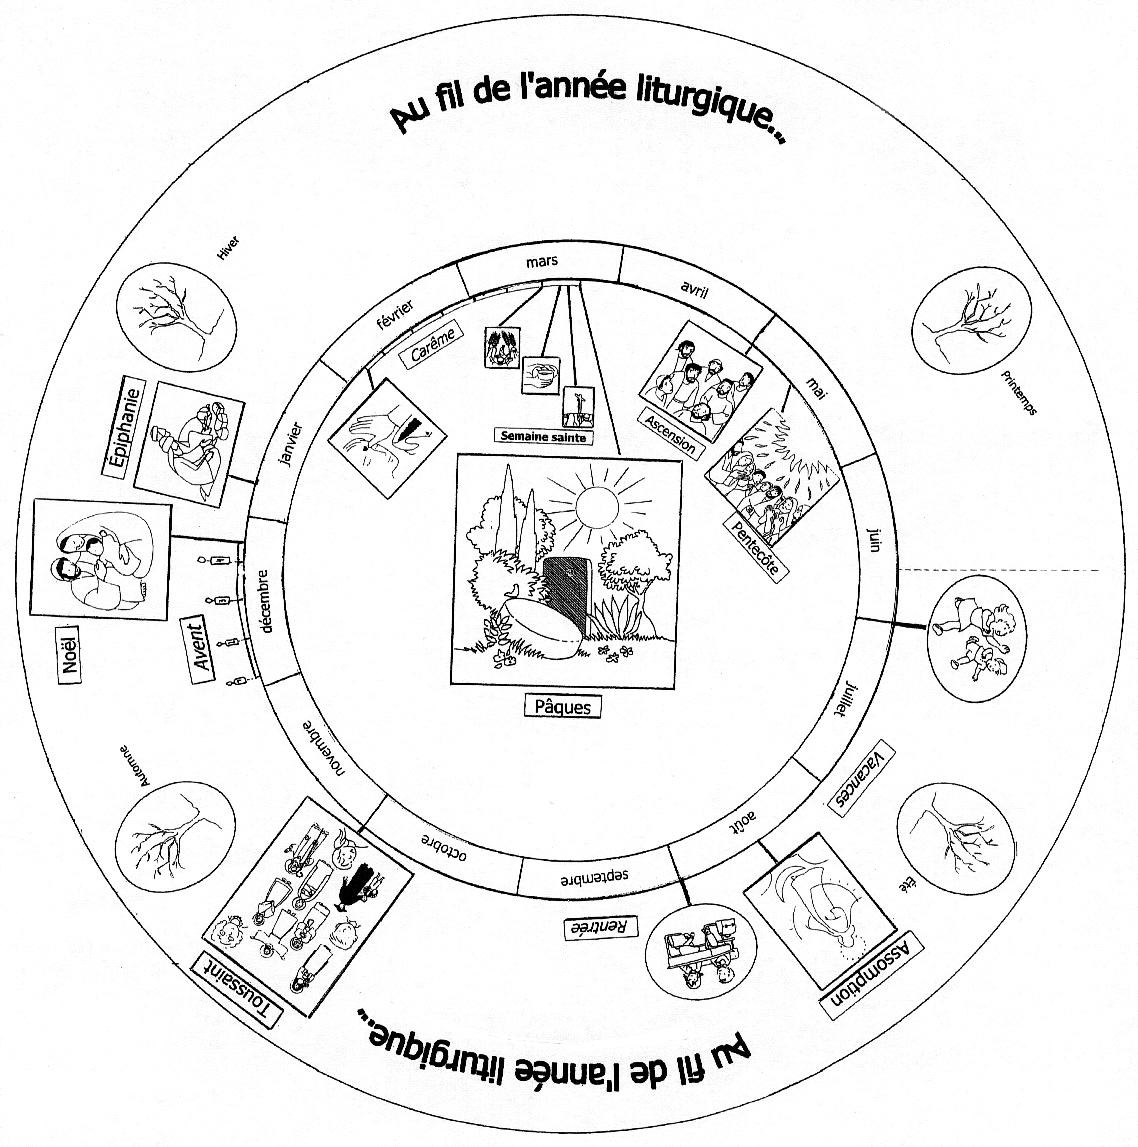 Au fil de l'année liturgique...
Hiver
Printemps
mars
avril
mai
juin
juillet
août
septembre
octobre
novembre
décembre
janvier
février
Carême
Semaine sainte
Ascension
Pentecôte
Pâques
Épiphanie
Noël
Avent
Automne
Toussaint
Rentrée
Assomption
Vacances
Été
Au fil de l'année liturgique...